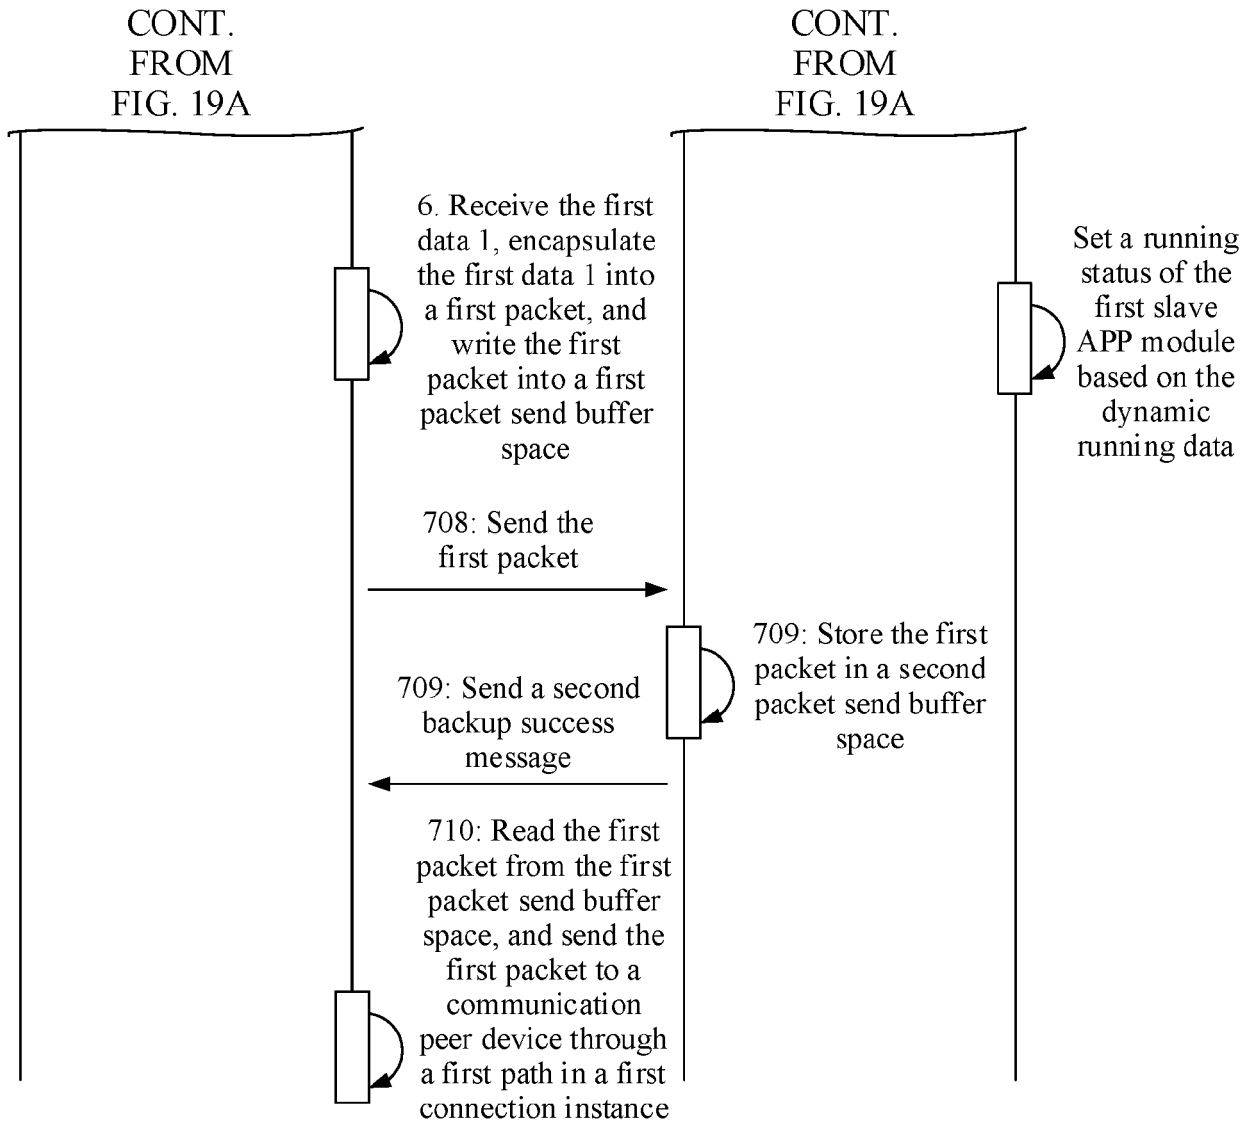 CONT.
FROM
FIG. 19A
CONT.
FROM
FIG. 19A
6. Receive the first
data 1, encapsulate
the first data 1 into
a first packet, and
write the first
packet into a first
packet send buffer
space
Set a running
status of the
first slave
APP module
based on the
dynamic
running data
708: Send the
first packet
709: Store the first
packet in a second
packet send buffer
space
709: Send a second
backup success
message
710: Read the first
packet from the first
packet send buffer
space, and send the
first packet to a
communication
peer device through
a first path in a first
connection instance